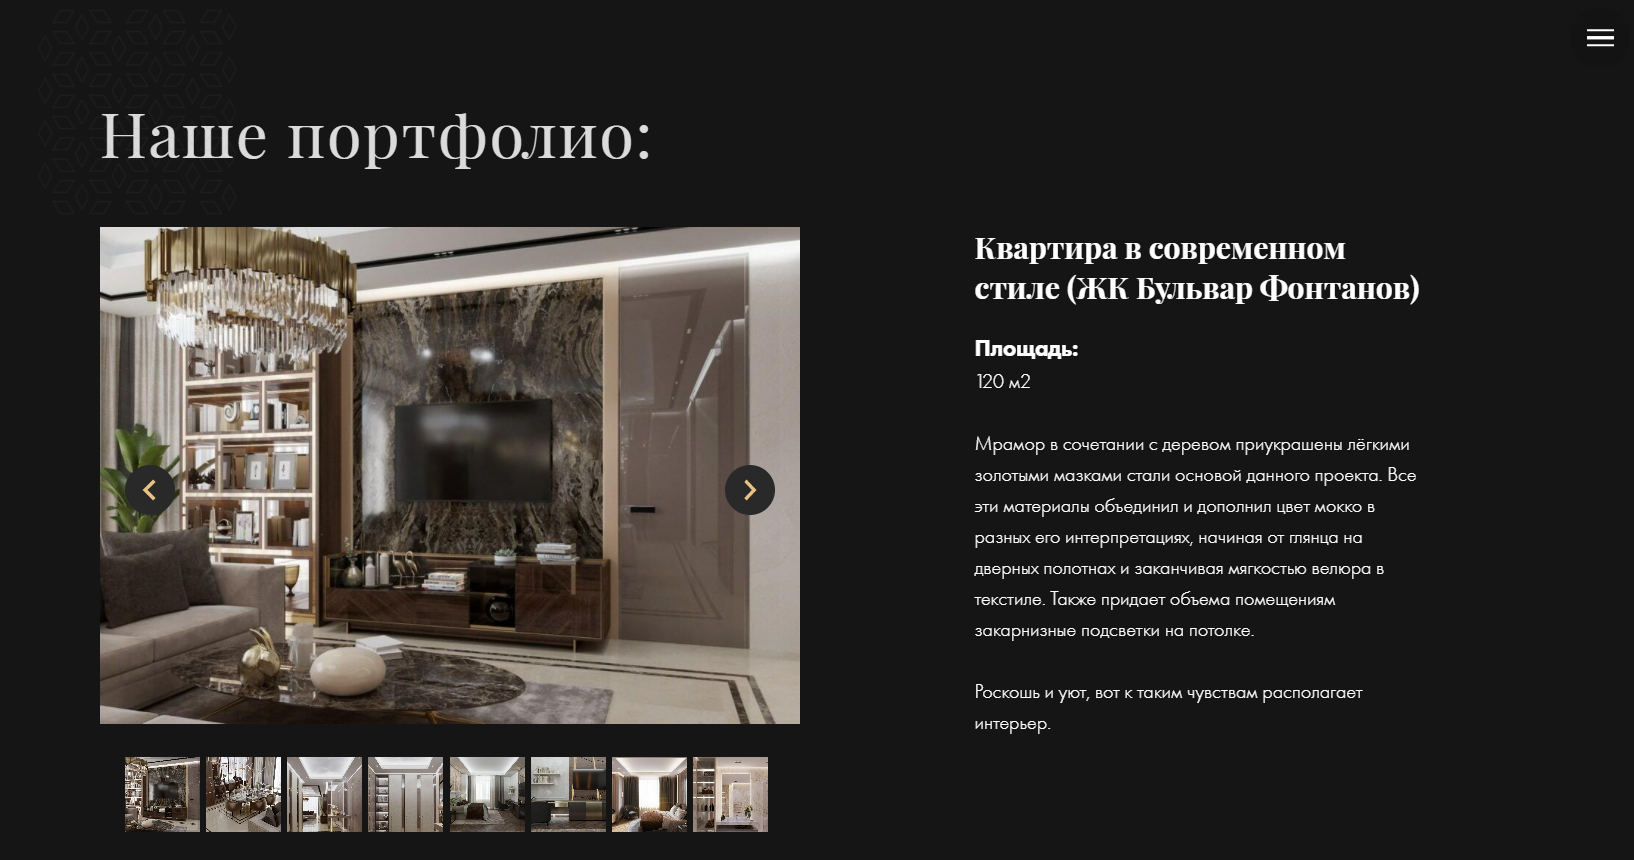 Наше портфолио:
Квартира в современном
стиле (ЖК Бульвар Фонтанов)
Площадь:
120 м2
Мрамор в сочетании с деревом приукрашены лёгкими
золотыми мазками стали основой данного проекта. Все
эти материалы объединил и дополнил цвет мокко в
разных его интерпретациях, начиная от глянца на
дверных полотнах и заканчивая мягкостью велюра в
текстиле. Также придает объема помещениям
закарнизные подсветки на потолке.
Роскошь и уют, вот к таким чувствам располагает
интерьер.